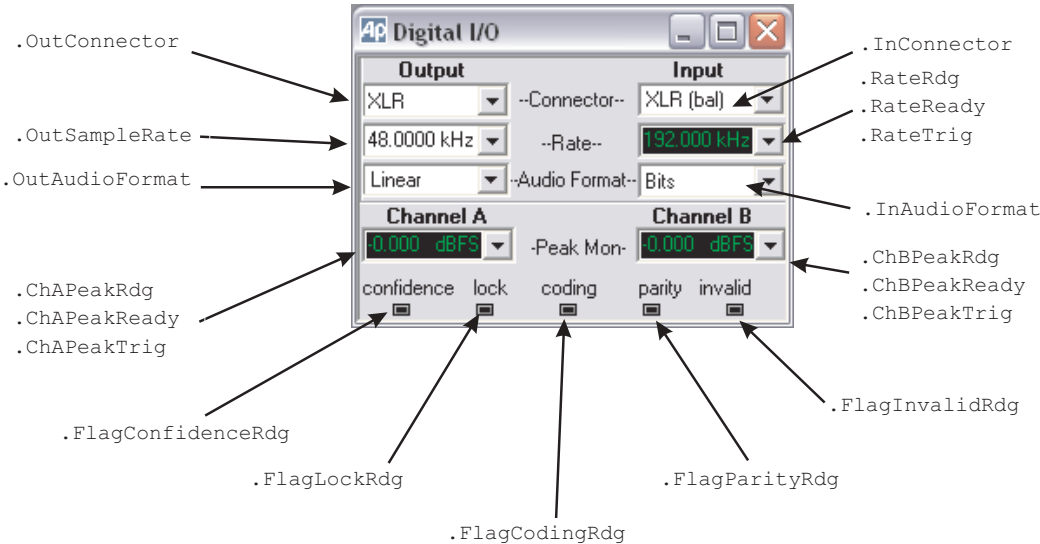 Ap Digital I/O
.OutConnector
.InConnector
Output Input
.RateRdg
XLR --Connector-- XLR (bal)
.RateReady
.OutSampleRate
48.0000 kHz --Rate-- 192.000 kHz
.RateTrig
.OutAudioFormat
Linear --Audio Format-- Bits
.InAudioFormat
Channel A Channel B
-0.000 dBFS -Peak Mon- -0.000 dBFS
.ChBPeakRdg
.ChBPeakReady
.ChBPeakTrig
.ChAPeakRdg
.ChAPeakReady
.ChAPeakTrig
confidence lock coding parity invalid
.FlagInvalidRdg
.FlagConfidenceRdg
.FlagLockRdg
.FlagParityRdg
.FlagCodingRdg